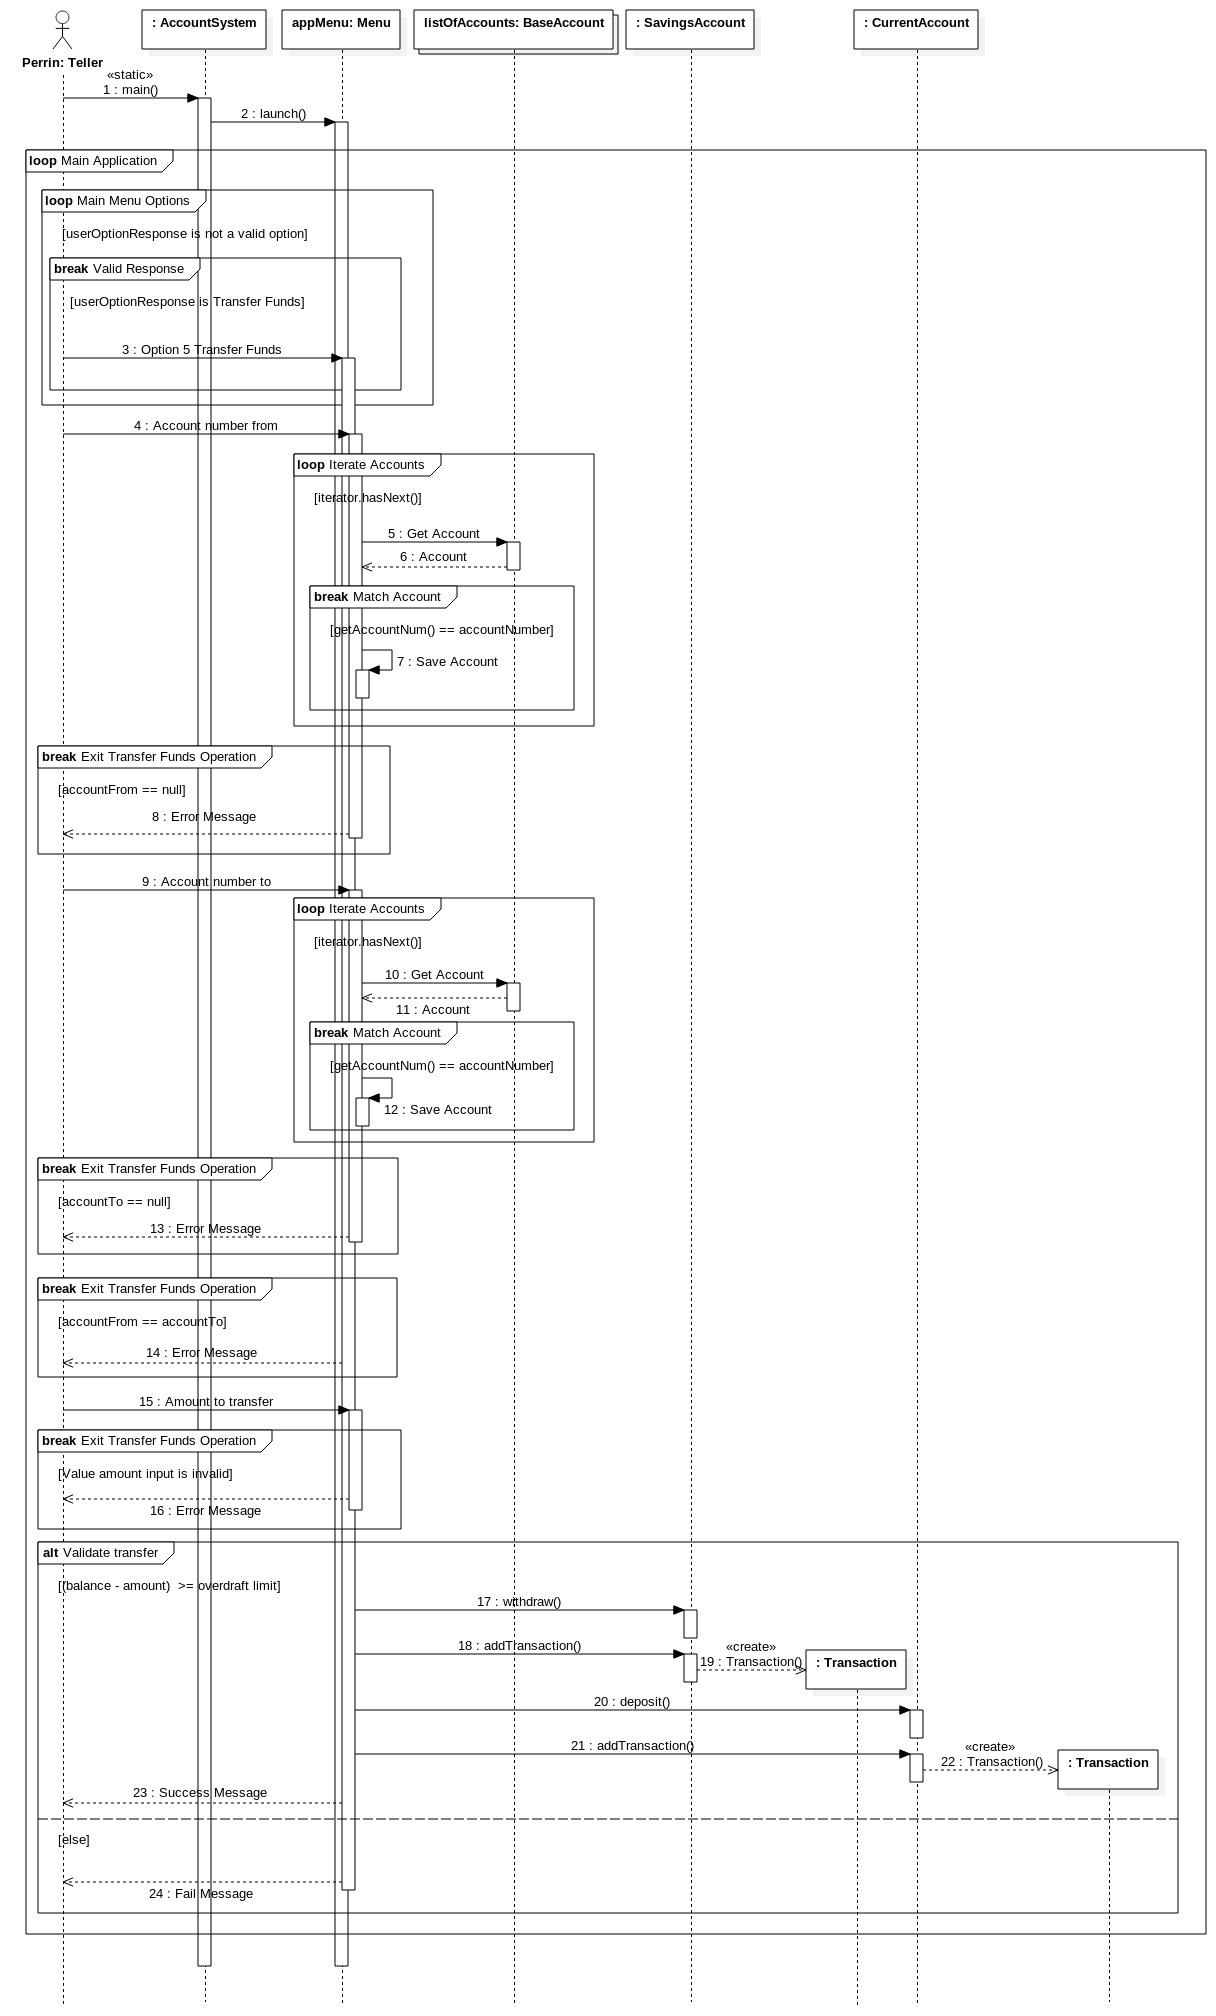 : AccountSystem
appMenu: Menu
listOfAccounts: BaseAccount
: SavingsAccount
: CurrentAccount
Perrin: Teller
«static»
1 : main()
2 : launch()
loop Main Application
loop Main Menu Options
[userOptionResponse is not a valid option]
break Valid Response
[userOptionResponse is Transfer Funds]
3 : Option 5 Transfer Funds
4 : Account number from
loop Iterate Accounts
[iterator.hasNext()]
5 : Get Account
6 : Account
break Match Account
[getAccountNum() == accountNumber]
7 : Save Account
break Exit Transfer Funds Operation
[accountFrom == null]
8 : Error Message
9 : Account number to
loop Iterate Accounts
[iterator.hasNext()]
10 : Get Account
11 : Account
break Match Account
[getAccountNum() == accountNumber]
12 : Save Account
break Exit Transfer Funds Operation
[accountTo == null]
13 : Error Message
break Exit Transfer Funds Operation
[accountFrom == accountTo]
14 : Error Message
15 : Amount to transfer
break Exit Transfer Funds Operation
[Value amount input is invalid]
16 : Error Message
alt Validate transfer
[(balance - amount)  >= overdraft limit]
17 : withdraw()
18 : addTransaction()
«create»
19 : Transaction()
: Transaction
20 : deposit()
21 : addTransaction()
«create»
22 : Transaction()
: Transaction
23 : Success Message
[else]
24 : Fail Message